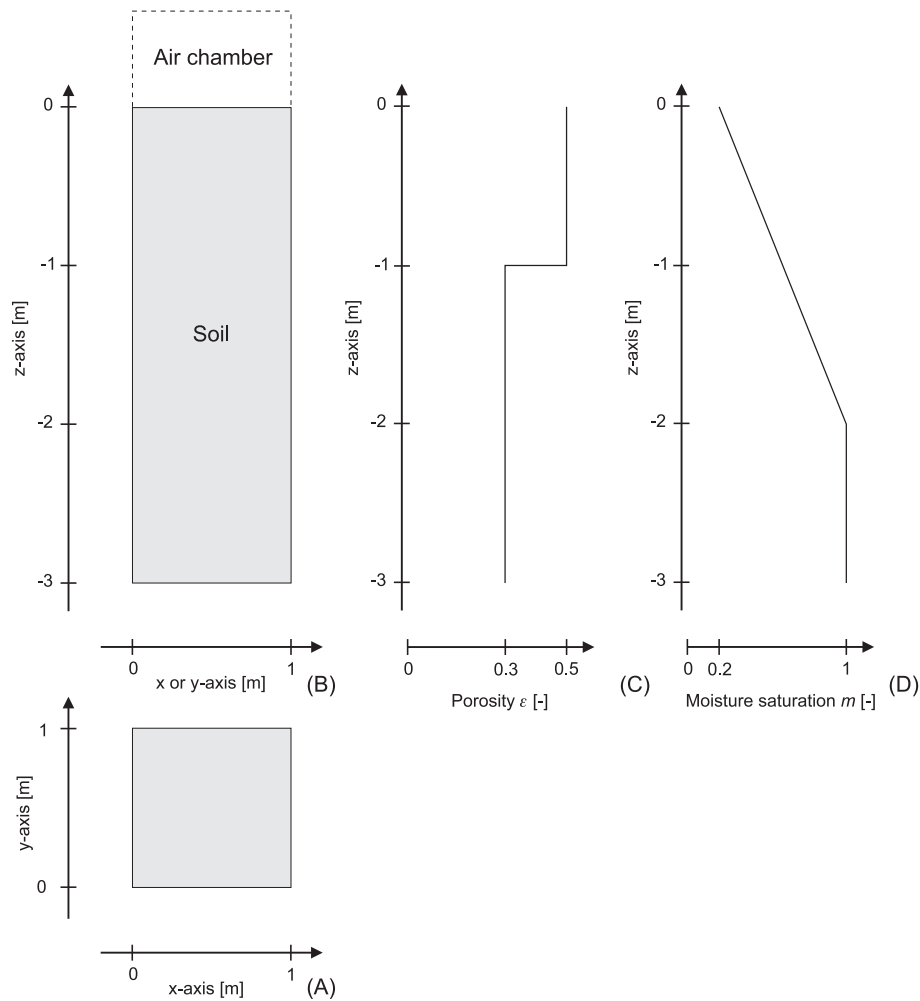 Air chamber
0
-1
-2
-3
z-axis [m]
Soil
0 1
x or y-axis [m]
(B)
0
-1
-2
-3
z-axis [m]
0 0.3 0.5
Porosity ε [-]
(C)
0
-1
-2
-3
z-axis [m]
0 0.2 1
Moisture saturation m [-]
(D)
1
0
y-axis [m]
0 1
x-axis [m]
(A)